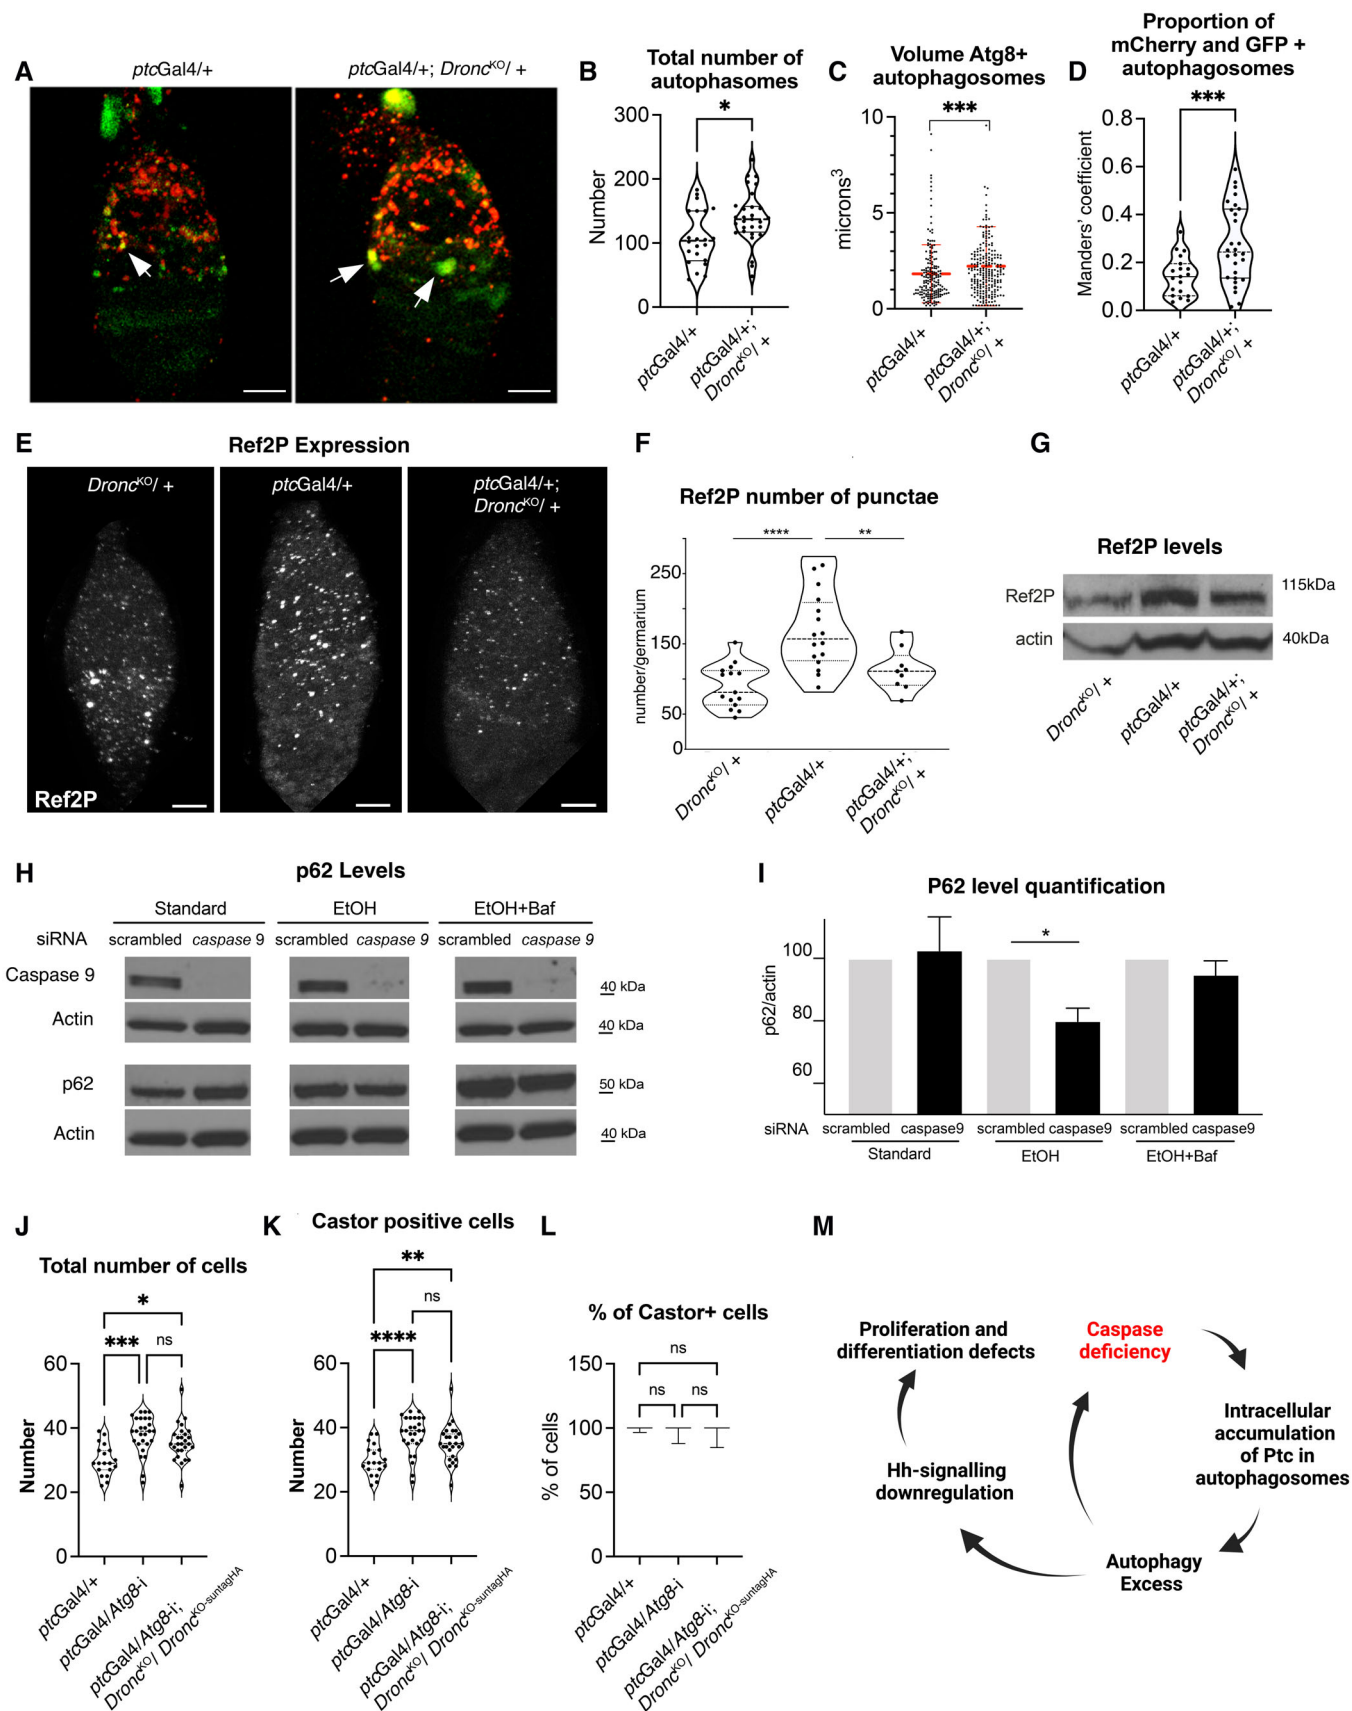 A
ptcGal4/+
ptcGal4/+; DroncKO/ +
B
Total number of
autophasomes
*
Number
300
200
100
0
ptcGal4/+
ptcGal4/+;
DroncKO/ +
C
Volume Atg8+
autophagosomes
***
microns3
10
5
0
ptcGal4/+
ptcGal4/+;
DroncKO/ +
D
Proportion of
mCherry and GFP +
autophagosomes
***
Manders' coefficient
0.8
0.6
0.4
0.2
0.0
ptcGal4/+
ptcGal4/+;
DroncKO/ +
E
Ref2P Expression
DroncKO/ +
ptcGal4/+
ptcGal4/+;
DroncKO/ +
Ref2P
F
Ref2P number of punctae
****
**
number/germarium
250
150
50
0
DroncKO/ +
ptcGal4/+
ptcGal4/+;
DroncKO/ +
G
Ref2P levels
Ref2P
115kDa
actin
40kDa
DroncKO/ +
ptcGal4/+
ptcGal4/+;
DroncKO/ +
H
p62 Levels
Standard
EtOH
EtOH+Baf
siRNA
scrambled
caspase 9
scrambled
caspase 9
scrambled
caspase 9
Caspase 9
40 kDa
Actin
40 kDa
p62
50 kDa
Actin
40 kDa
I
P62 level quantification
*
p62/actin
100
80
60
siRNA
scrambled
caspase9
scrambled
caspase9
scrambled
caspase9
Standard
EtOH
EtOH+Baf
J
Total number of cells
*
***
ns
Number
60
40
20
0
ptcGal4/+
ptcGal4/Atg8-i
ptcGal4/Atg8-i;
DroncKO/ DroncKO-suntagHA
K
Castor positive cells
**
ns
****
Number
60
40
20
0
ptcGal4/+
ptcGal4/Atg8-i
ptcGal4/Atg8-i;
DroncKO/ DroncKO-suntagHA
L
% of Castor+ cells
ns
ns
ns
% of cells
150
100
50
0
ptcGal4/+
ptcGal4/Atg8-i
ptcGal4/Atg8-i;
DroncKO/ DroncKO-suntagHA
M
Proliferation and
differentiation defects
Caspase
deficiency
Intracellular
accumulation
of Ptc in
autophagosomes
Hh-signalling
downregulation
Autophagy
Excess